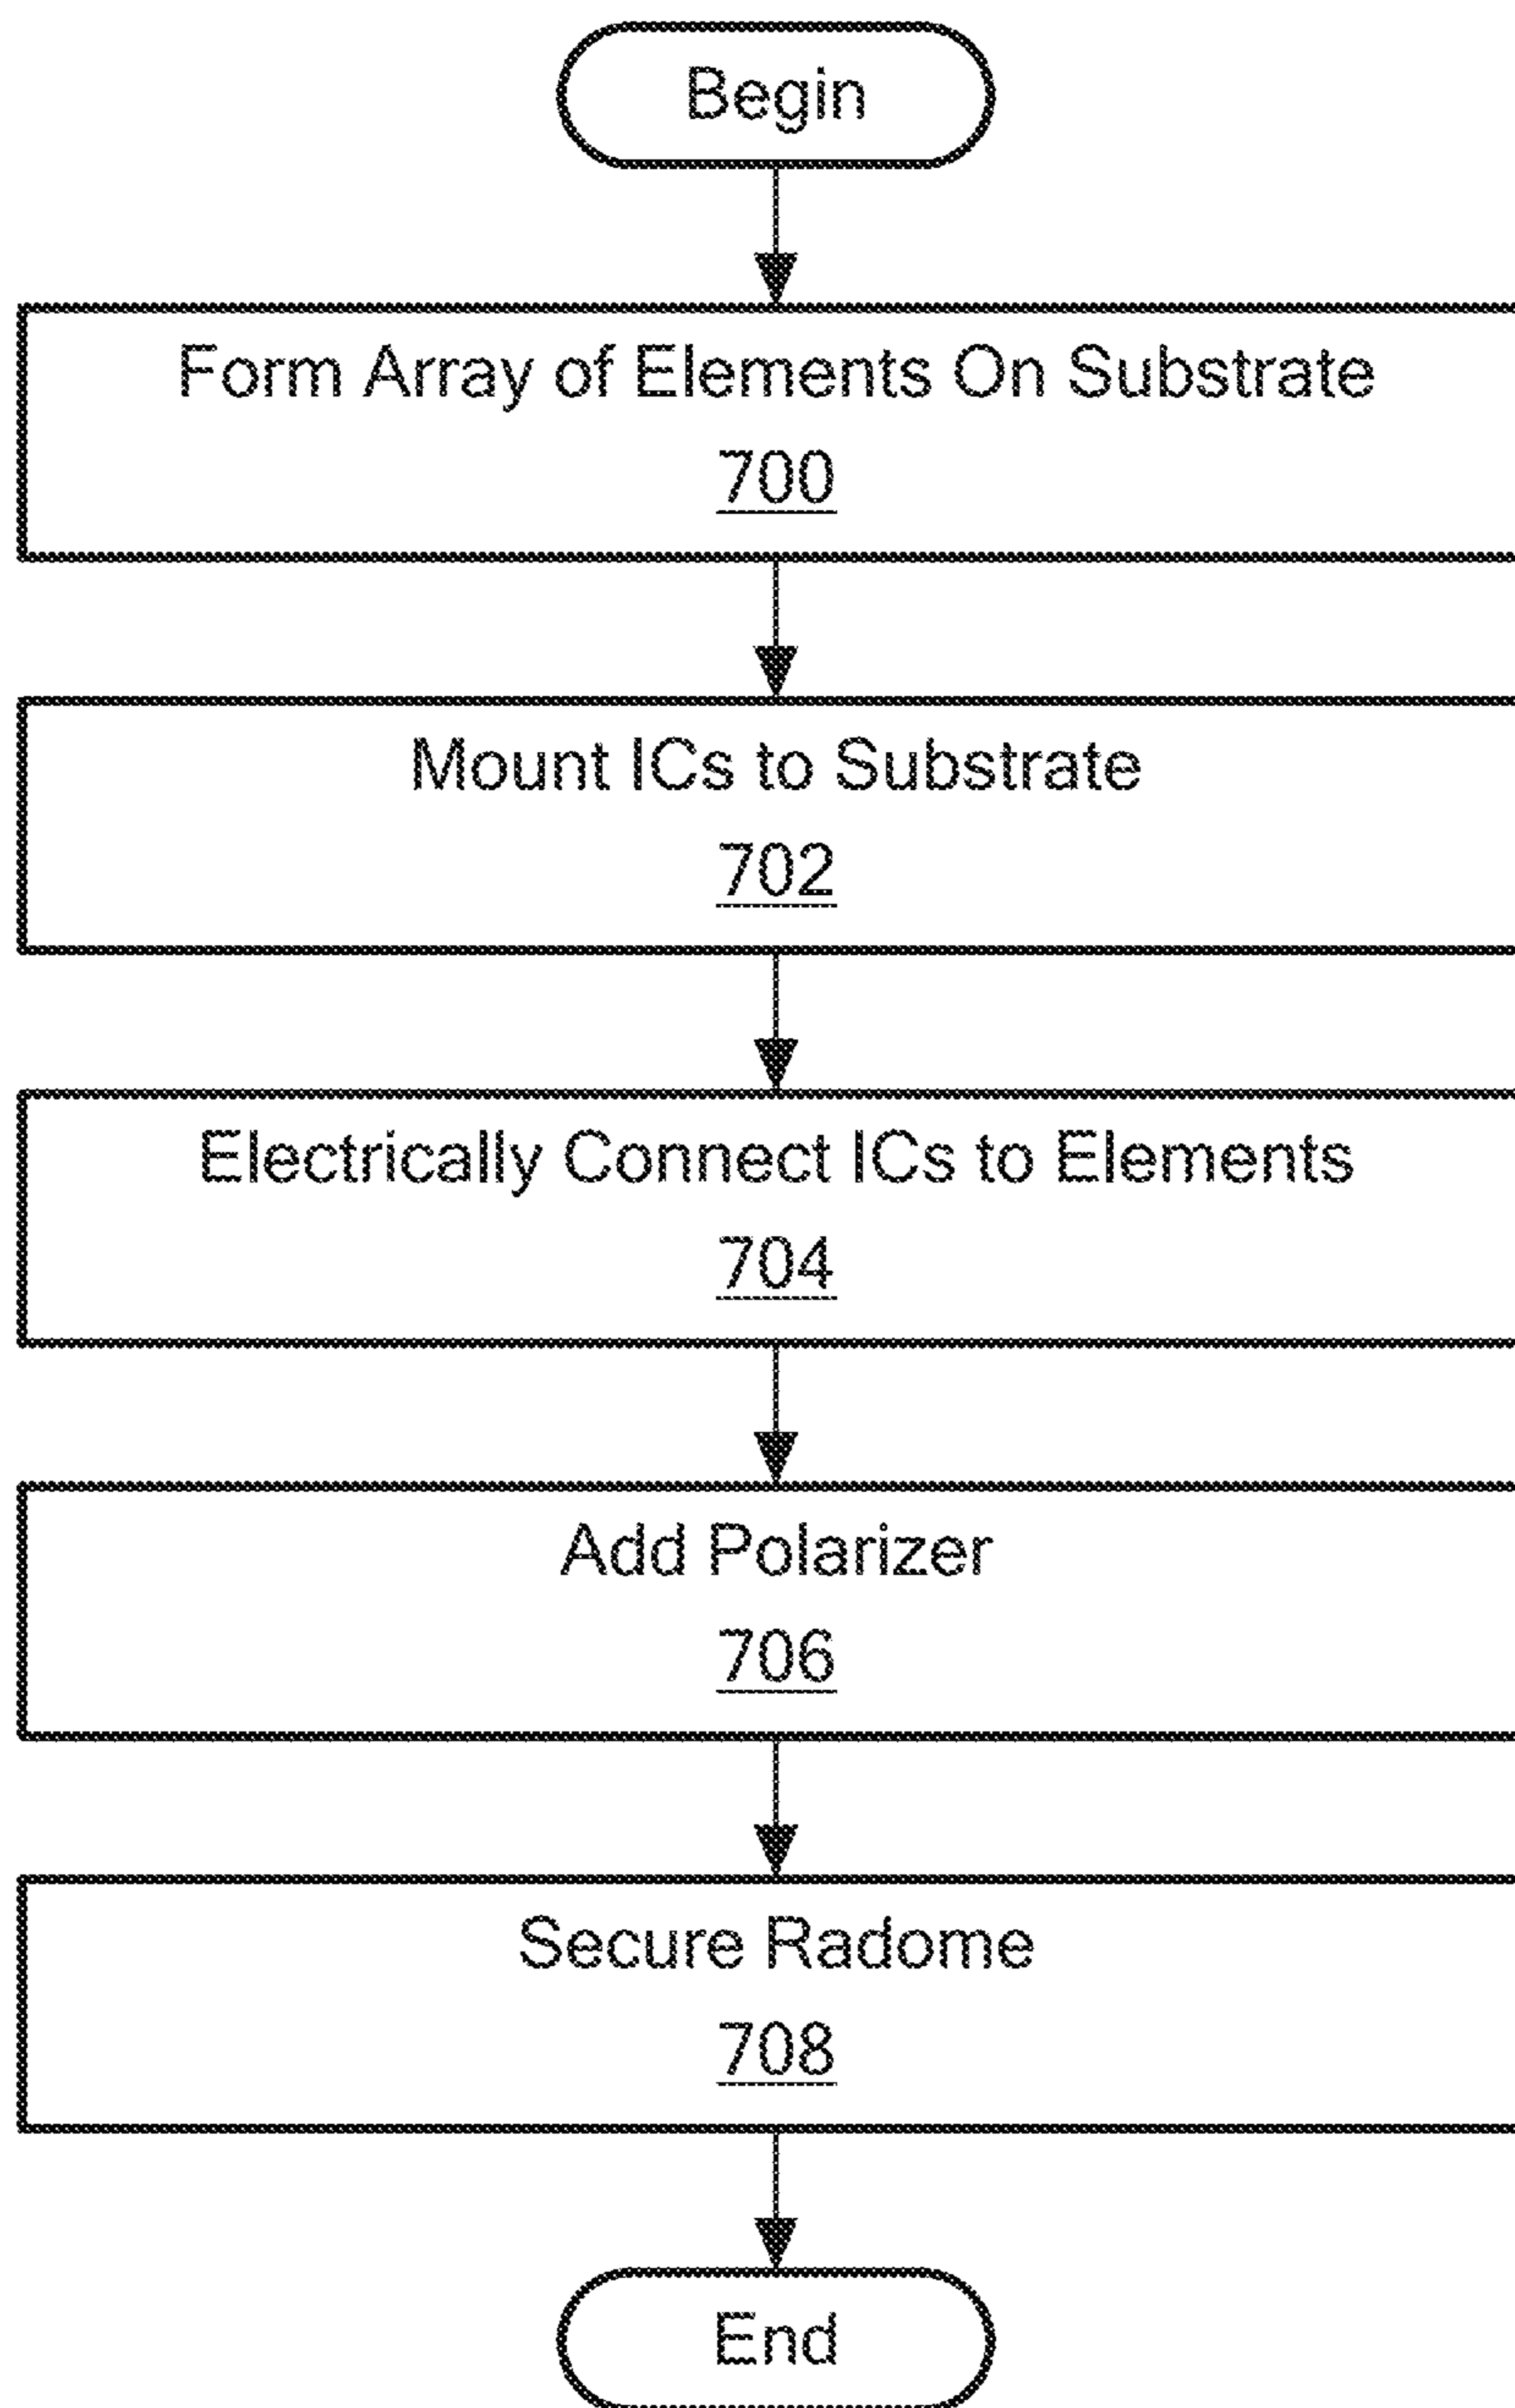 Begin
Form Array of Elements On Substrate
700
Mount ICs to Substrate
702
Electrically Connect ICs to Elements
704
Add Polarizer
706
Secure Radome
708
End